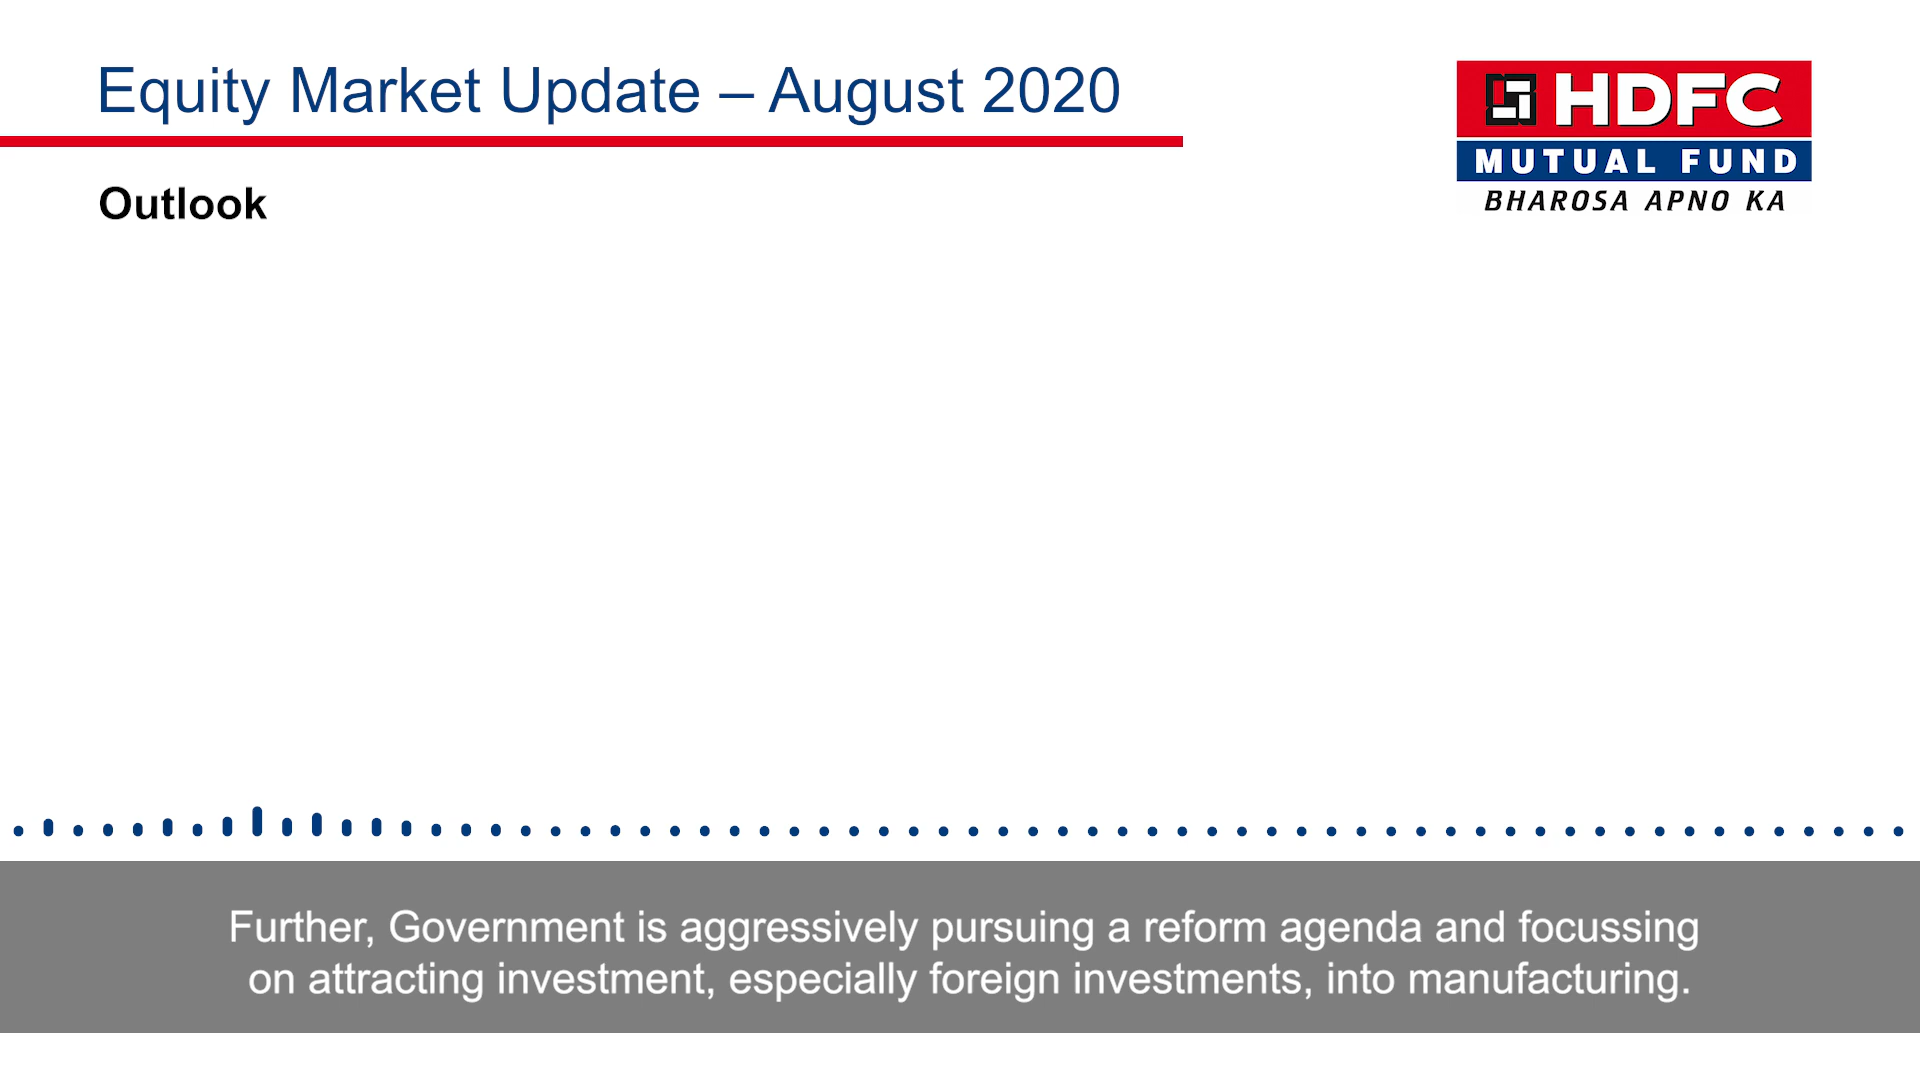 Equity Market Update – August 2020
HDFC
MUTUAL FUND
BHAROSA APNO KA
Outlook
Further, Government is aggressively pursuing a reform agenda and focussing
on attracting investment, especially foreign investments, into manufacturing.